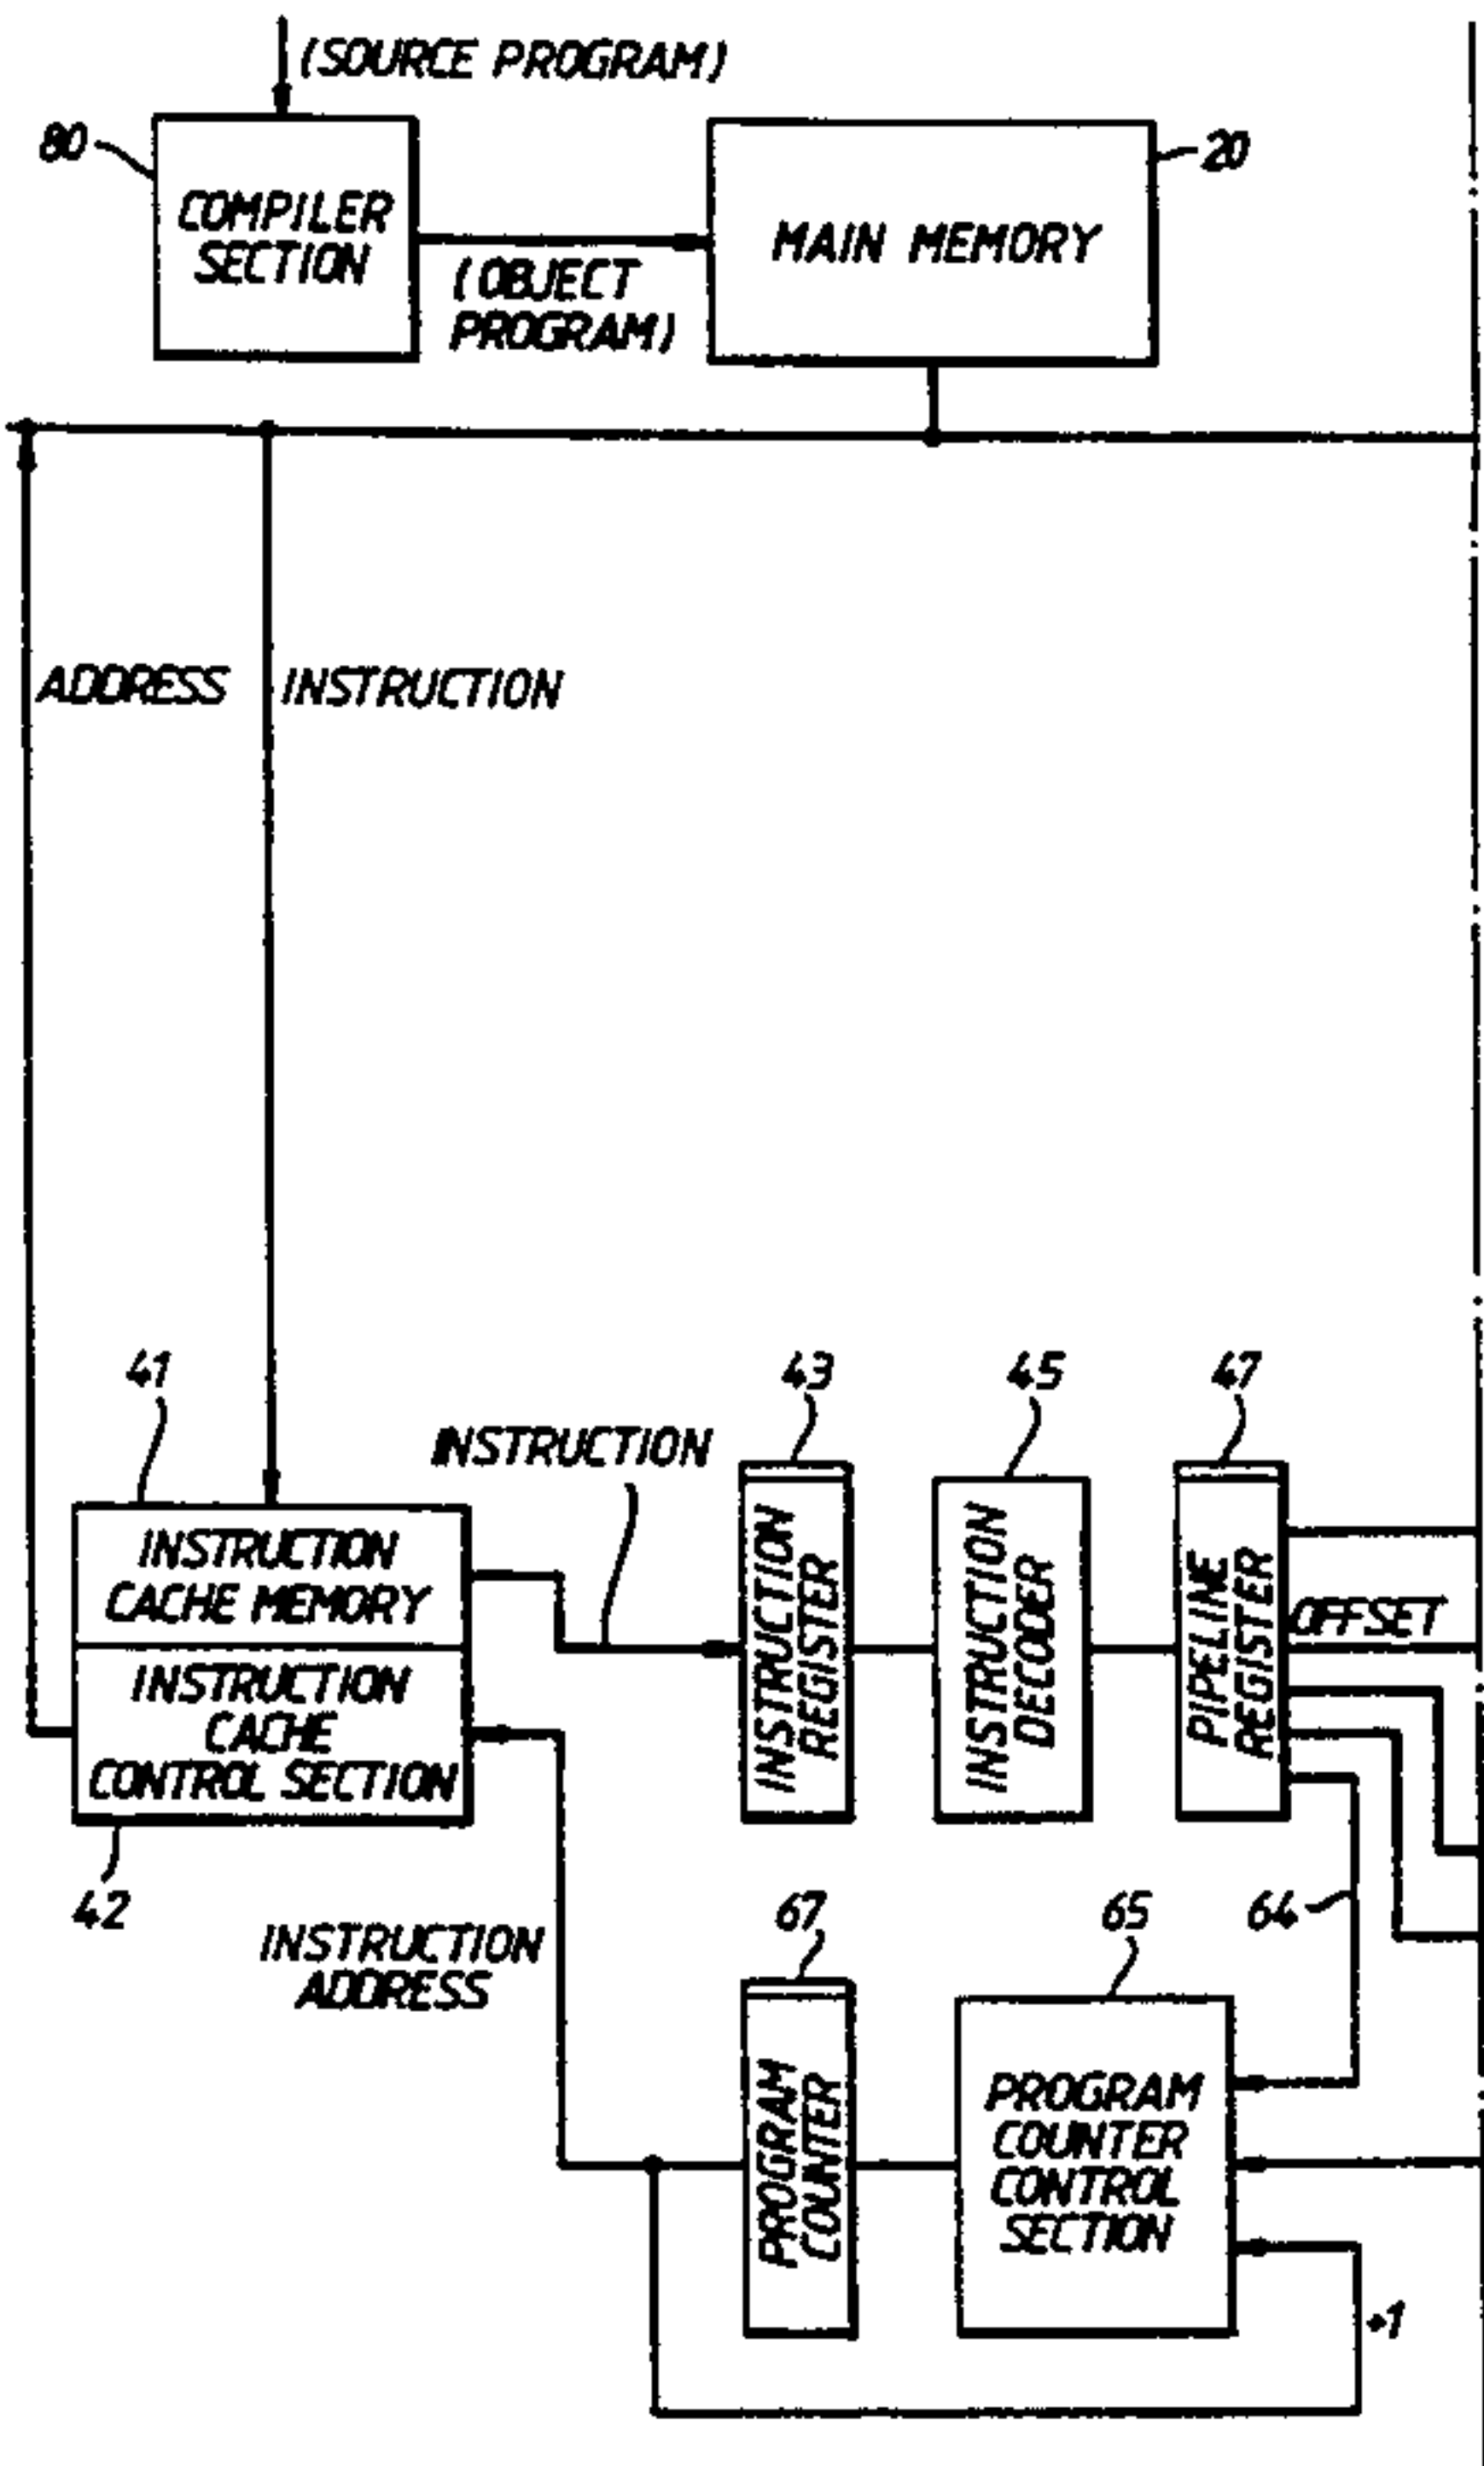 (SOURCE PROGRAM)
80
COMPILER
SECTION
(OBJECT
PROGRAM)
MAIN MEMORY
20
ADDRESS
INSTRUCTION
41
INSTRUCTION
CACHE MEMORY
INSTRUCTION
CACHE
CONTROL SECTION
42
INSTRUCTION
43
INSTRUCTION
REGISTER
45
INSTRUCTION
DECODER
47
PIPELINE
REGISTER
OFFSET
64
INSTRUCTION
ADDRESS
67
PROGRAM
COUNTER
65
PROGRAM
COUNTER
CONTROL
SECTION
+1